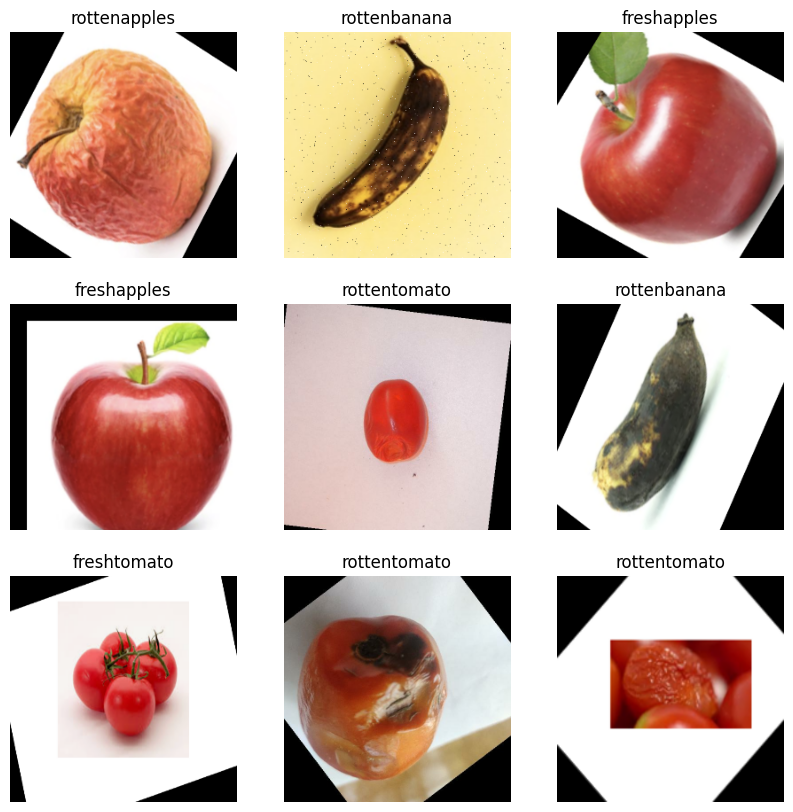 rottenapples
rottenbanana
freshapples
freshapples
rottentomato
rottenbanana
freshtomato
rottentomato
rottentomato